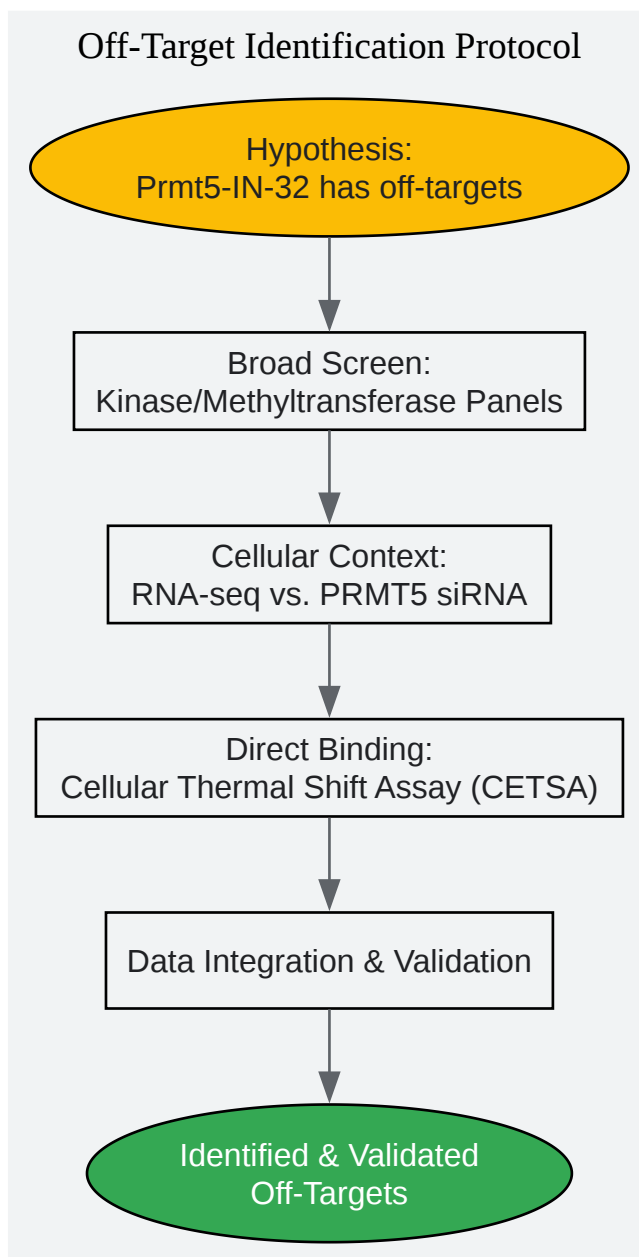 Off-Target Identification Protocol
Hypothesis:
Prmt5-IN-32 has off-targets
Broad Screen:
Kinase/Methyltransferase Panels
Cellular Context:
RNA-seq vs. PRMT5 siRNA
Direct Binding:
Cellular Thermal Shift Assay (CETSA)
Data Integration & Validation
Identified & Validated
Off-Targets